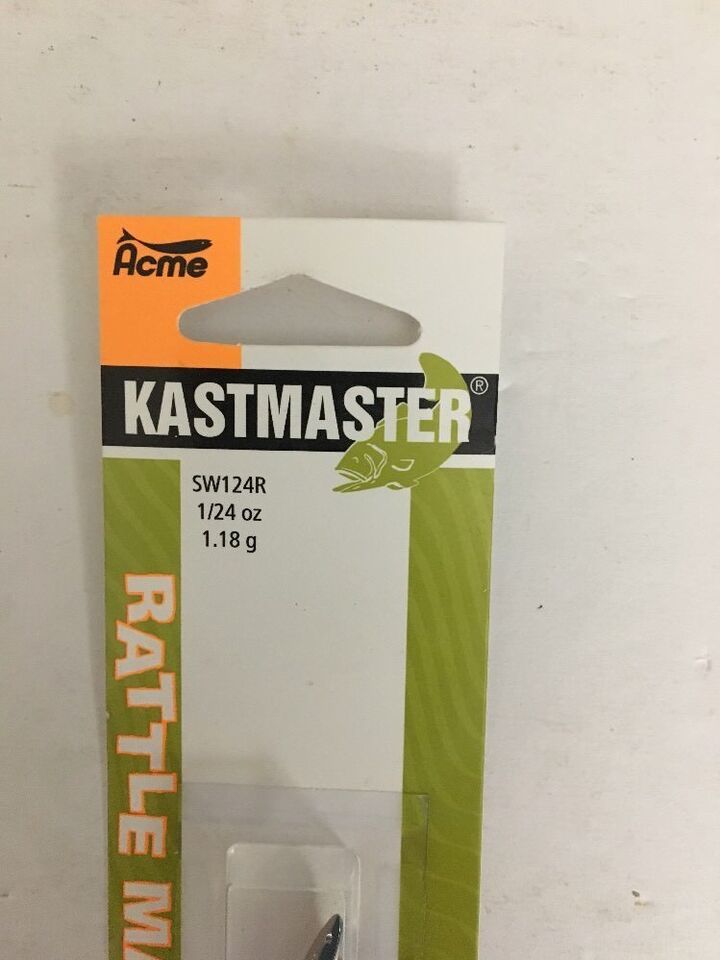 Acme
KASTMASTER®
SW124R
1/24 oz
1.18 g
RATTLE